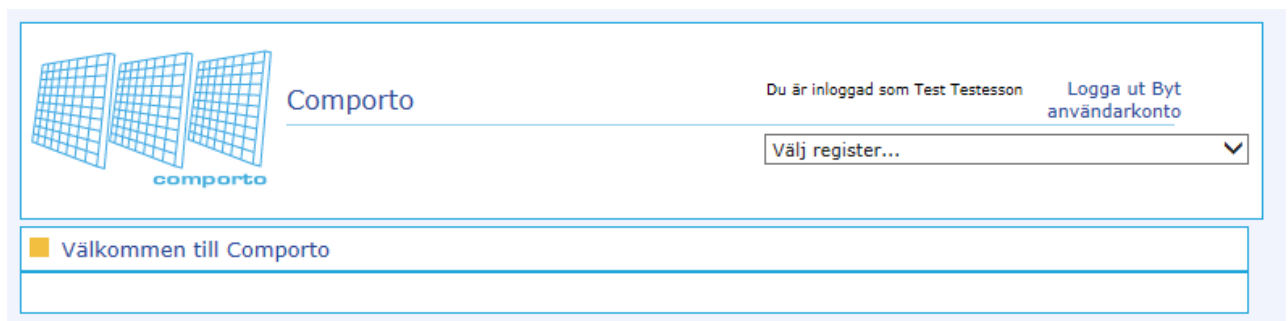 comporto
Comporto
Du är inloggad som Test Testesson
Logga ut Byt
användarkonto
Välj register...
Välkommen till Comporto